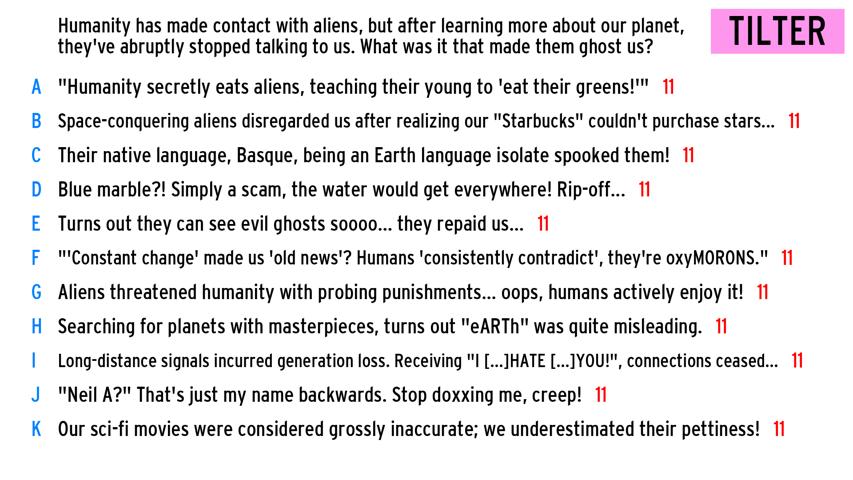 Humanity has made contact with aliens, but after learning more about our planet,
they've abruptly stopped talking to us. What was it that made them ghost us?
TILTER
A "Humanity secretly eats aliens, teaching their young to 'eat their greens!'" 11
B Space-conquering aliens disregarded us after realizing our "Starbucks" couldn't purchase stars... 11
C Their native language, Basque, being an Earth language isolate spooked them! 11
D Blue marble?! Simply a scam, the water would get everywhere! Rip-off... 11
E Turns out they can see evil ghosts soooo... they repaid us... 11
F "'Constant change' made us 'old news'? Humans 'consistently contradict', they're oxyMORONS." 11
G Aliens threatened humanity with probing punishments... oops, humans actively enjoy it! 11
H Searching for planets with masterpieces, turns out "eARTh" was quite misleading. 11
I Long-distance signals incurred generation loss. Receiving "I [...]HATE [...]YOU!", connections ceased... 11
J "Neil A?" That's just my name backwards. Stop doxxing me, creep! 11
K Our sci-fi movies were considered grossly inaccurate; we underestimated their pettiness! 11